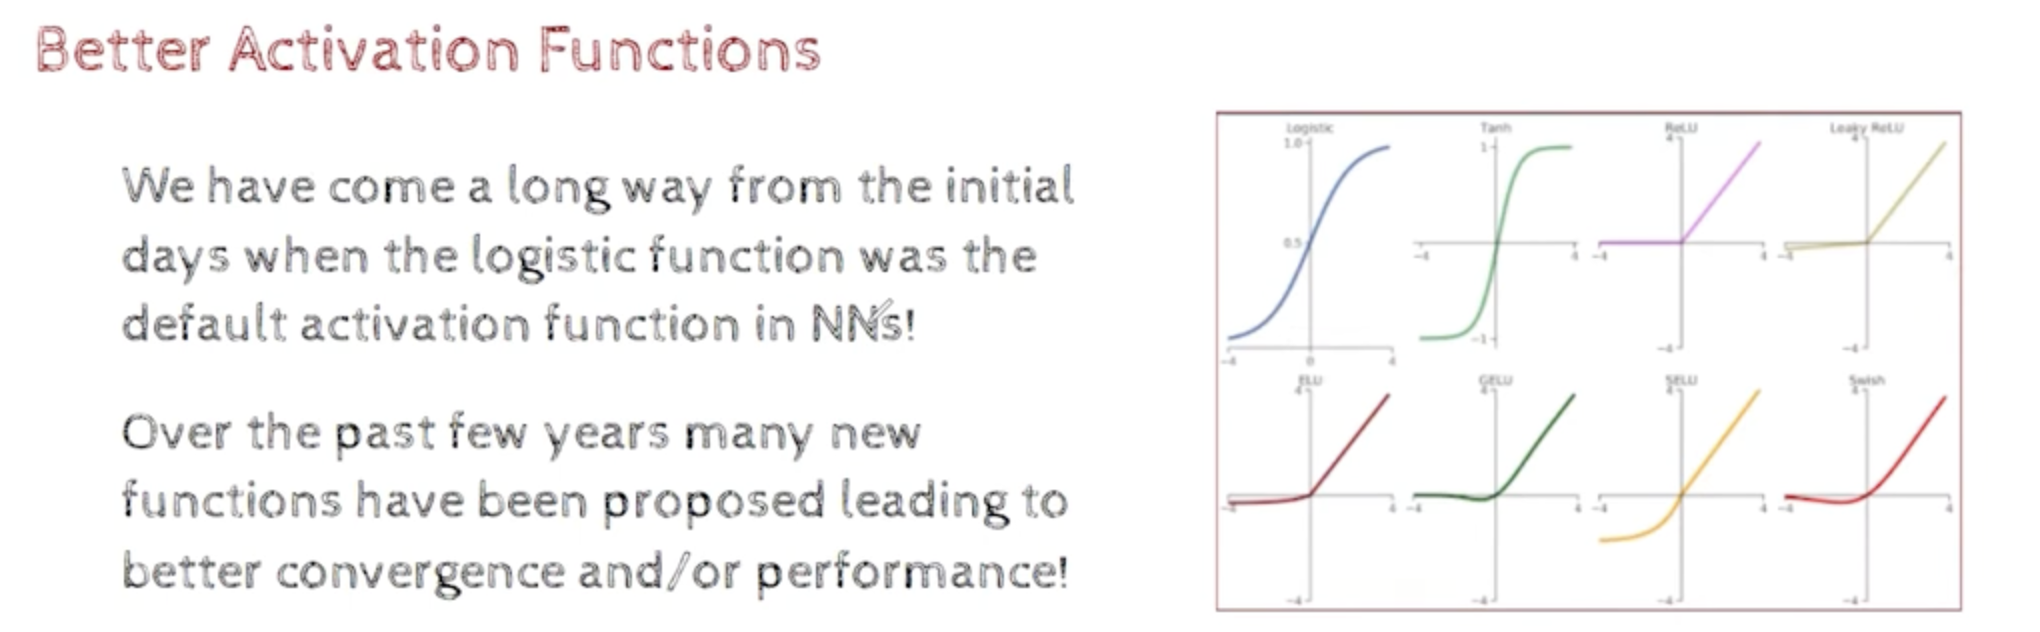 Better Activation Functions
We have come a long way from the initial
days when the logistic function was the
default activation function in NNs!
Over the past few years many new
functions have been proposed leading to
better convergence and/or performance!
Logistic Tanh ReLU Leaky ReLU
1.0 1 4 4
0.5 -4 4 -4 4 -4 4
-1 -4 -4
-4 0 4
ELU GELU SELU Swish
4 4 4 4
-4 4 -4 4 -4 4 -4 4
-4 -4 -4 -4